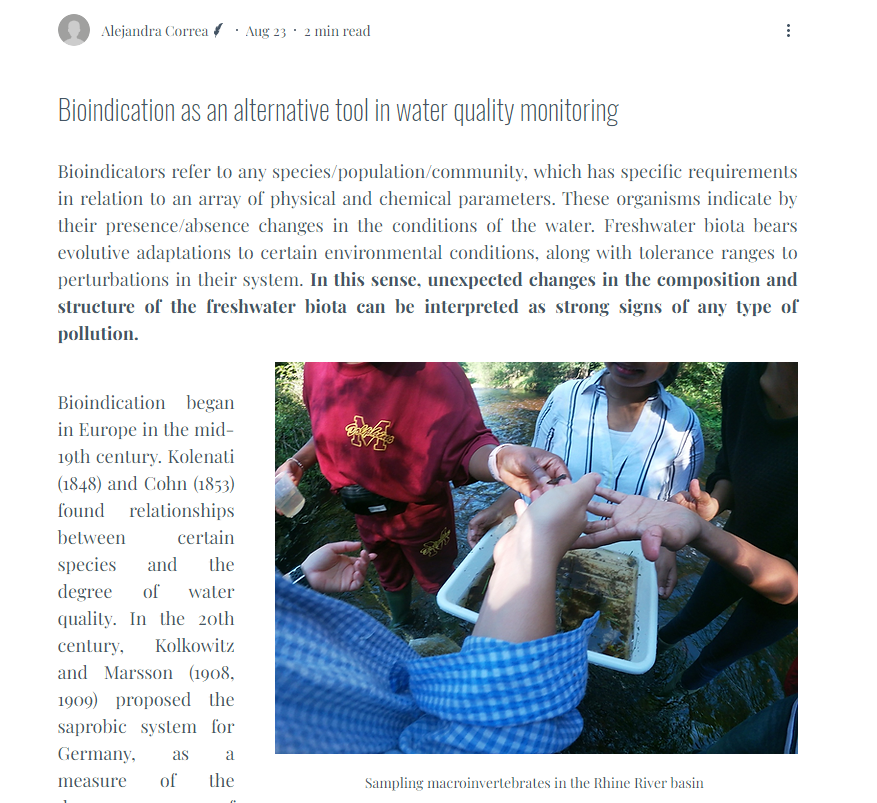 Alejandra Correa · Aug 23 · 2 min read
Bioindication as an alternative tool in water quality monitoring
Bioindicators refer to any species/population/community, which has specific requirements
in relation to an array of physical and chemical parameters. These organisms indicate by
their presence/absence changes in the conditions of the water. Freshwater biota bears
evolutive adaptations to certain environmental conditions, along with tolerance ranges to
perturbations in their system. In this sense, unexpected changes in the composition and
structure of the freshwater biota can be interpreted as strong signs of any type of
pollution.
Bioindication began
in Europe in the mid-
19th century. Kolenati
(1848) and Cohn (1853)
found relationships
between certain
species and the
degree of water
quality. In the 20th
century, Kolkowitz
and Marsson (1908,
1909) proposed the
saprobic system for
Germany, as a
measure of the
M
Sampling macroinvertebrates in the Rhine River basin